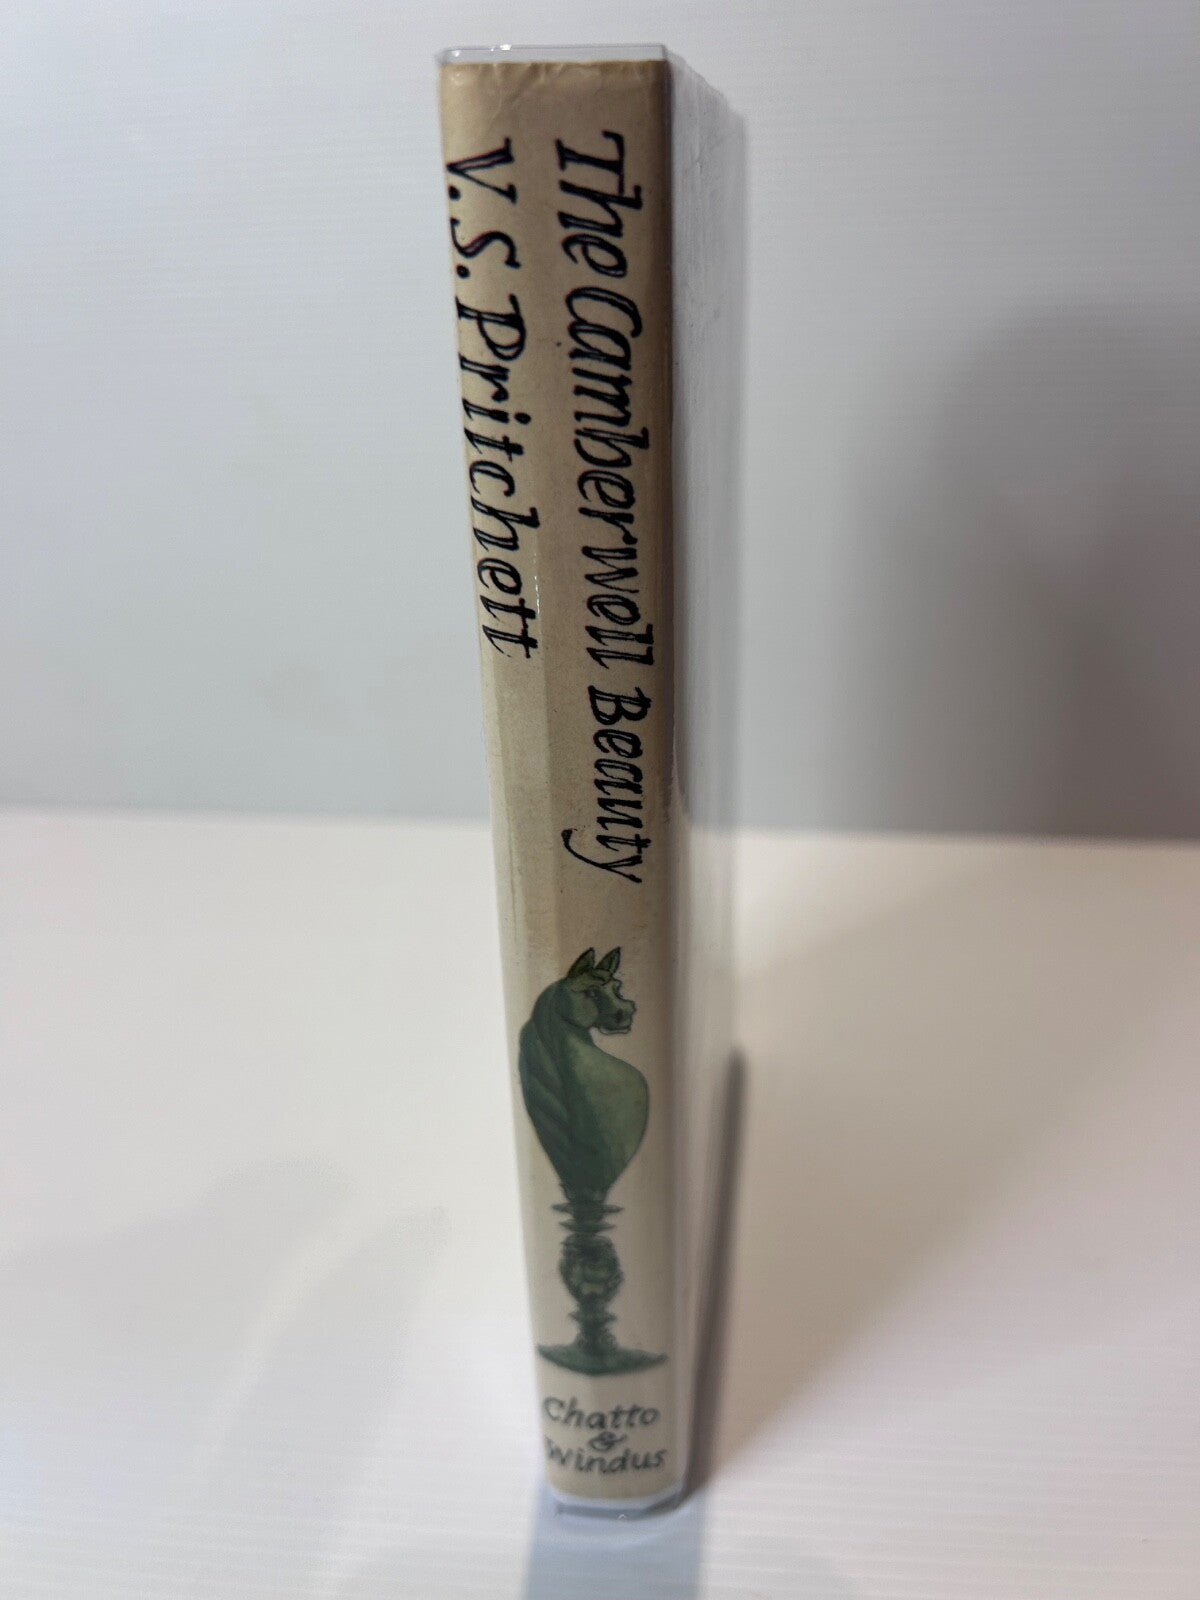 The Camberwell Beauty
V.S. Pritchett
Chatto
&
Windus